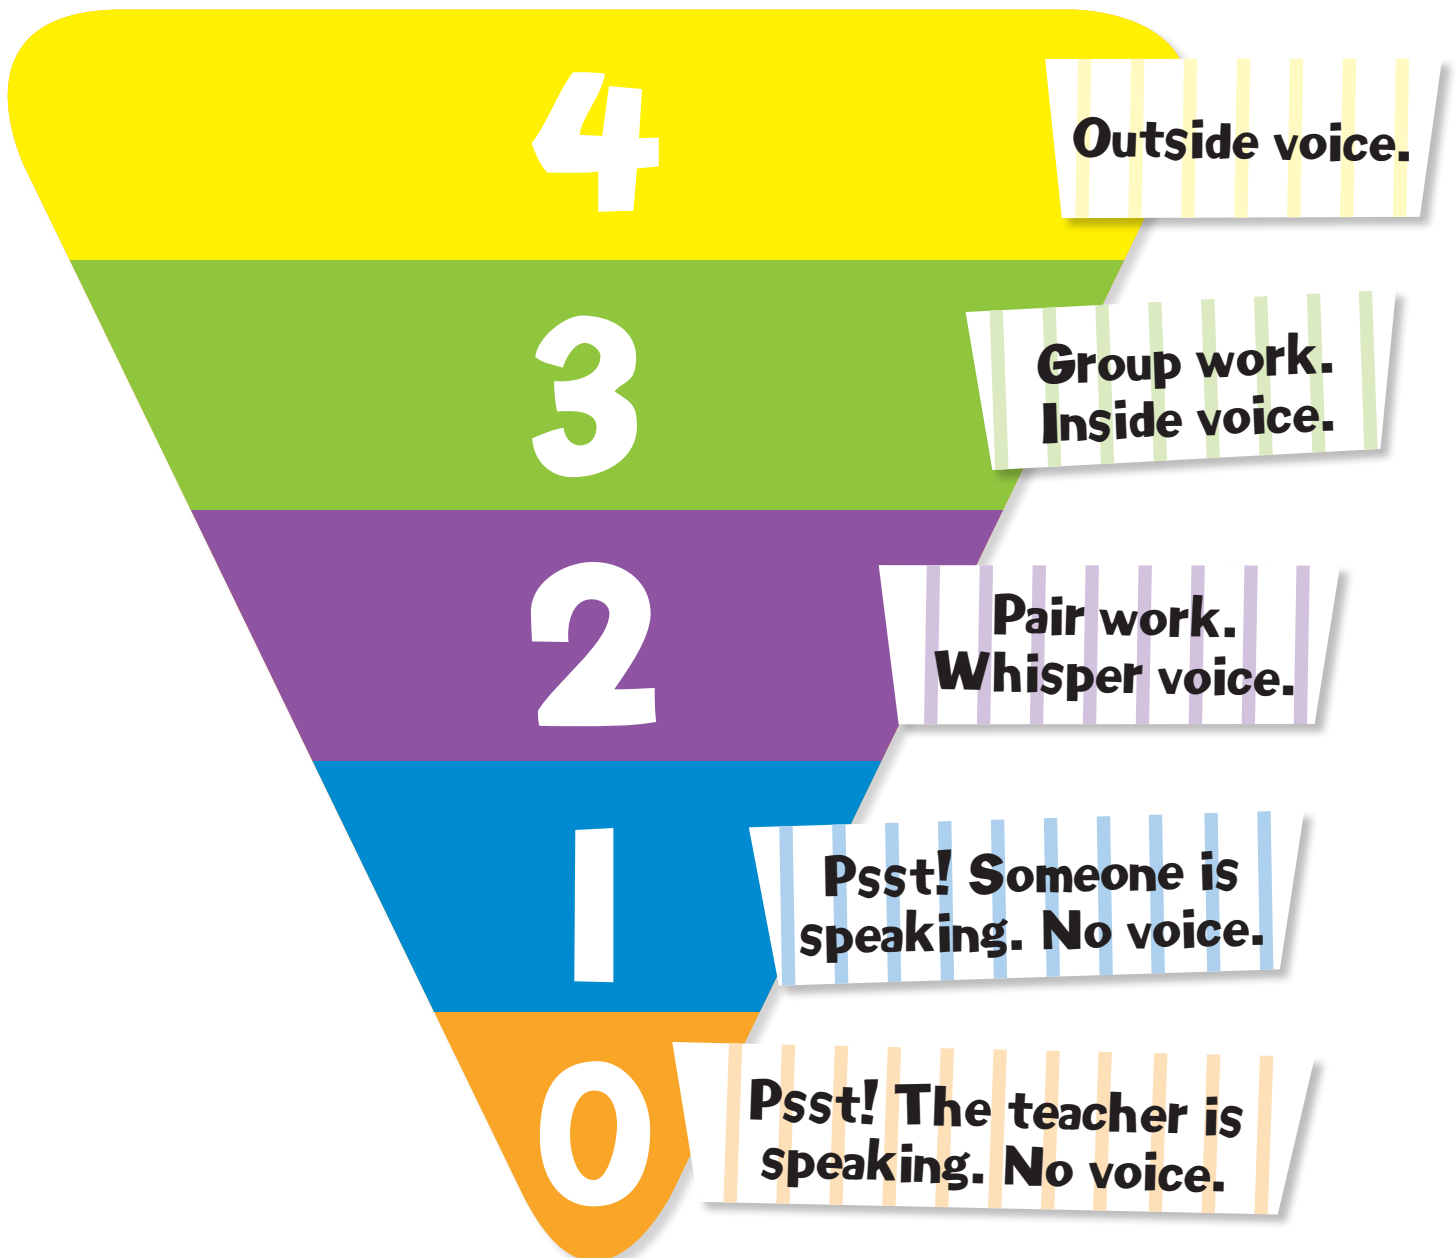 4
Outside voice.
3
Group work.
Inside voice.
2
Pair work.
Whisper voice.
1
Psst! Someone is
speaking. No voice.
0
Psst! The teacher is
speaking. No voice.